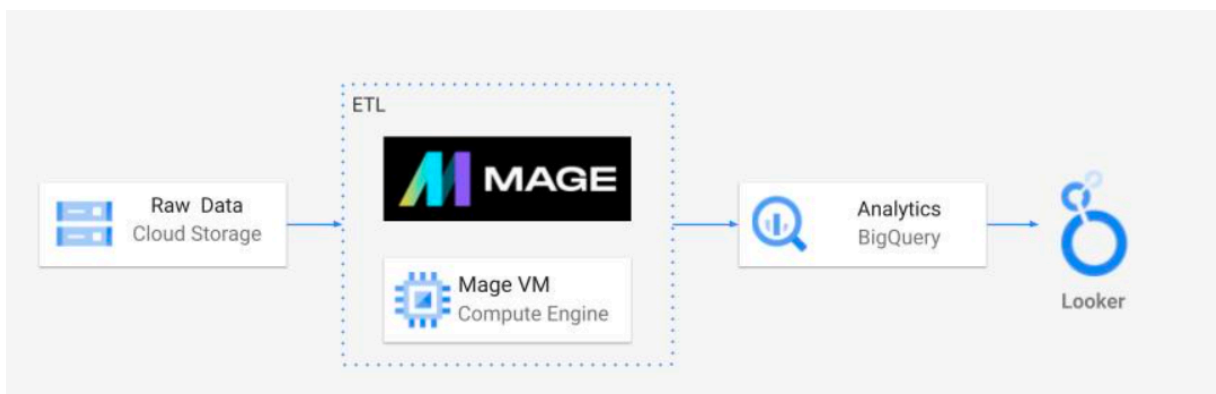 ETL
MAGE
Raw Data
Cloud Storage
Mage VM
Compute Engine
Analytics
BigQuery
Looker